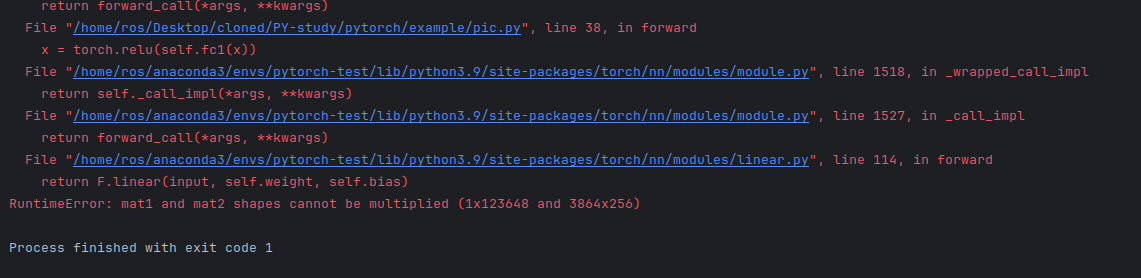 return forward_call(*args, **kwargs)
File "/home/ros/Desktop/cloned/PY-study/pytorch/example/pic.py", line 38, in forward
x = torch.relu(self.fc1(x))
File "/home/ros/anaconda3/envs/pytorch-test/lib/python3.9/site-packages/torch/nn/modules/module.py", line 1518, in _wrapped_call_impl
return self._call_impl(*args, **kwargs)
File "/home/ros/anaconda3/envs/pytorch-test/lib/python3.9/site-packages/torch/nn/modules/module.py", line 1527, in _call_impl
return forward_call(*args, **kwargs)
File "/home/ros/anaconda3/envs/pytorch-test/lib/python3.9/site-packages/torch/nn/modules/linear.py", line 114, in forward
return F.linear(input, self.weight, self.bias)
RuntimeError: mat1 and mat2 shapes cannot be multiplied (1x123648 and 3864x256)
Process finished with exit code 1